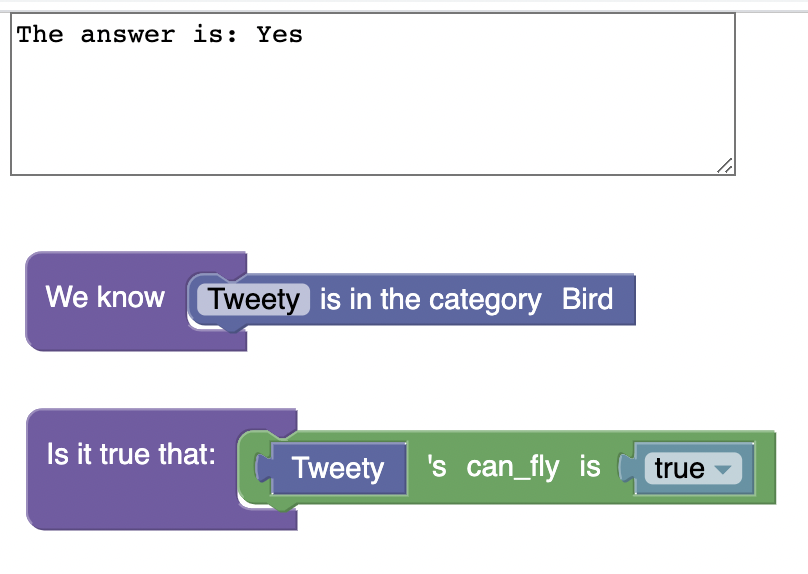 The answer is: Yes
We know Tweety is in the category Bird
Is it true that: Tweety 's can_fly is true